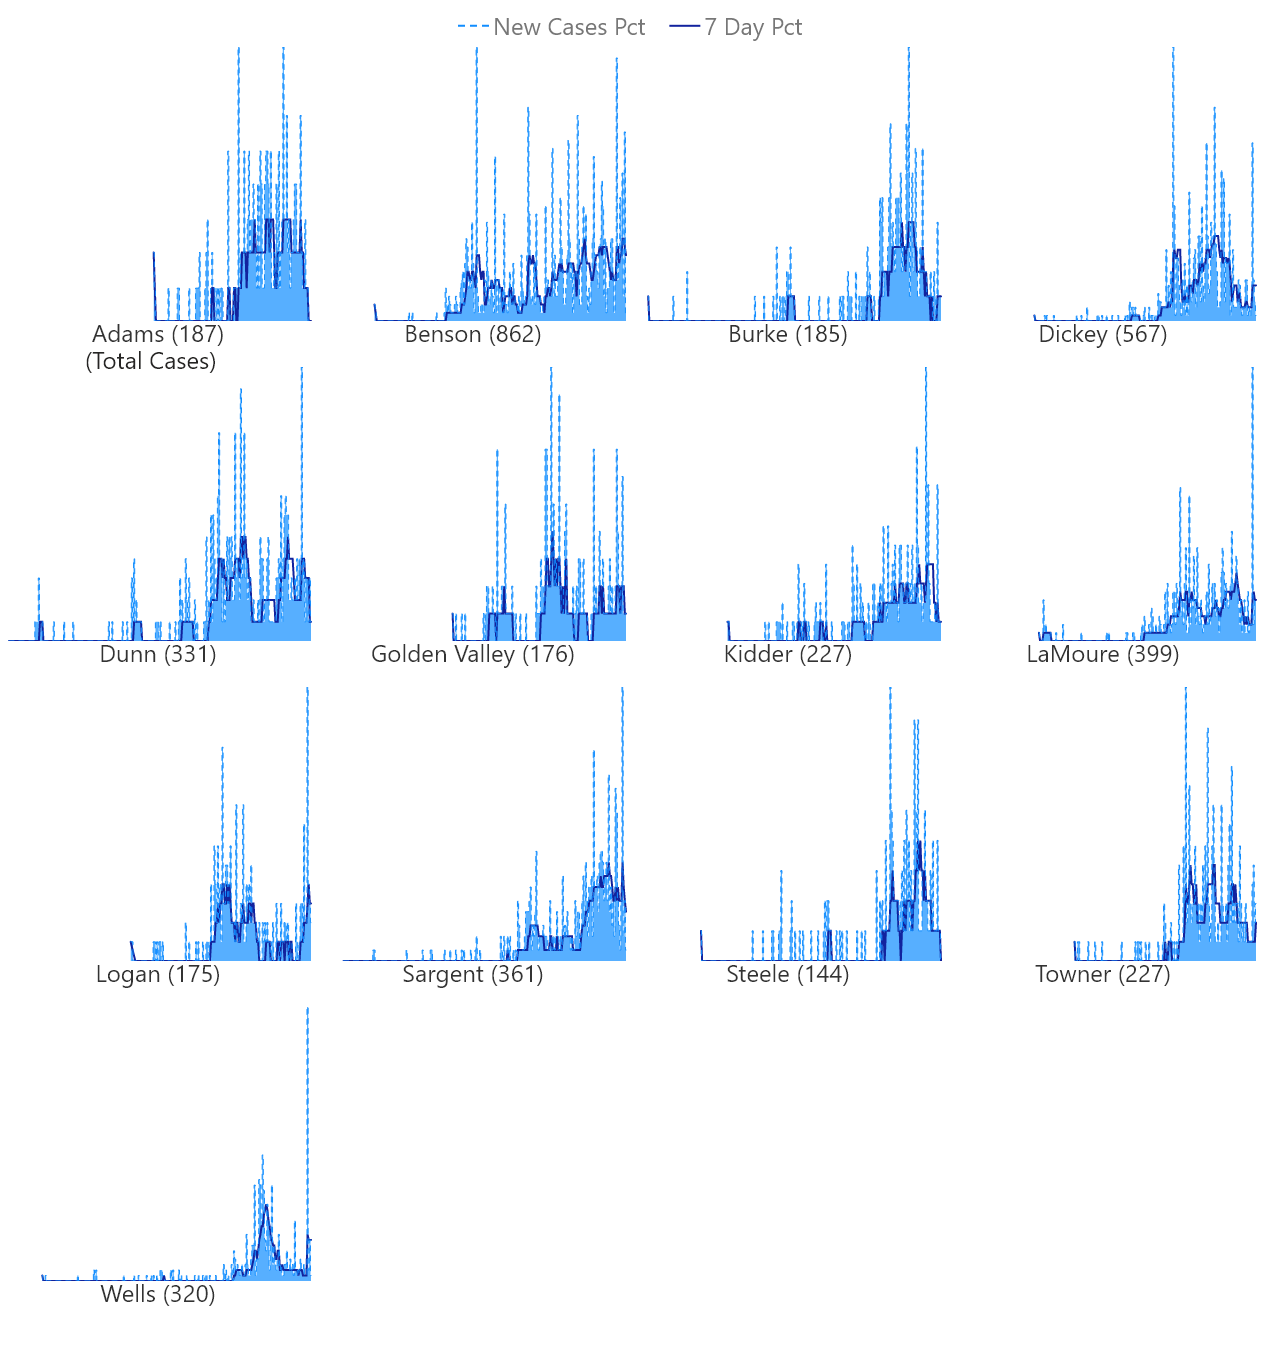 New Cases Pct 7 Day Pct
Adams (187)
(Total Cases)
Benson (862)
Burke (185)
Dickey (567)
Dunn (331)
Golden Valley (176)
Kidder (227)
LaMoure (399)
Logan (175)
Sargent (361)
Steele (144)
Towner (227)
Wells (320)